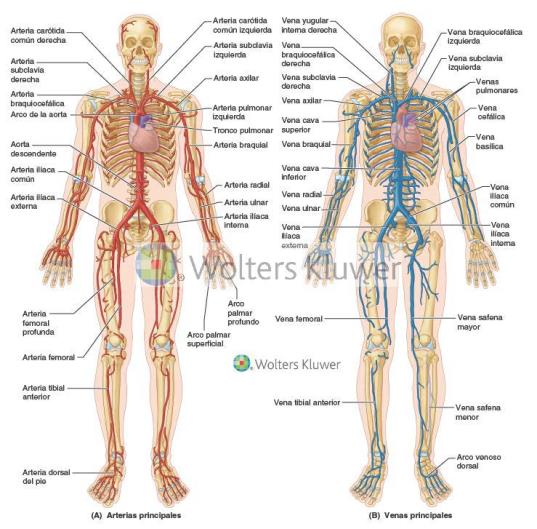 Arteria carótida
común derecha
Arteria
subclavia
derecha
Arteria
braquiocefálica
Arco de la aorta
Aorta
descendente
Arteria ilíaca
común
Arteria ilíaca
externa
Arteria
femoral
profunda
Arteria femoral
Arteria tibial
anterior
Arteria dorsal
del pie
Arteria carótida
común izquierda
Arteria subclavia
izquierda
Arteria axilar
Arteria pulmonar
izquierda
Tronco pulmonar
Arteria braquial
Arteria radial
Arteria ulnar
Arteria ilíaca
interna
Arco
palmar
profundo
Arco palmar
superficial
(A) Arterias principales
Vena yugular
interna derecha
Vena
braquiocefálica
derecha
Vena subclavia
derecha
Vena axilar
Vena cava
superior
Vena braquial
Vena cava
inferior
Vena radial
Vena ulnar
Vena
ilíaca
externa
Vena femoral
Vena tibial anterior
Vena braquiocefálica
izquierda
Vena subclavia
izquierda
Venas
pulmonares
Vena
cefálica
Vena
basílica
Vena
ilíaca
común
Vena
ilíaca
interna
Vena safena
mayor
Vena safena
menor
Arco venoso
dorsal
(B) Venas principales
Wolters Kluwer
Wolters Kluwer